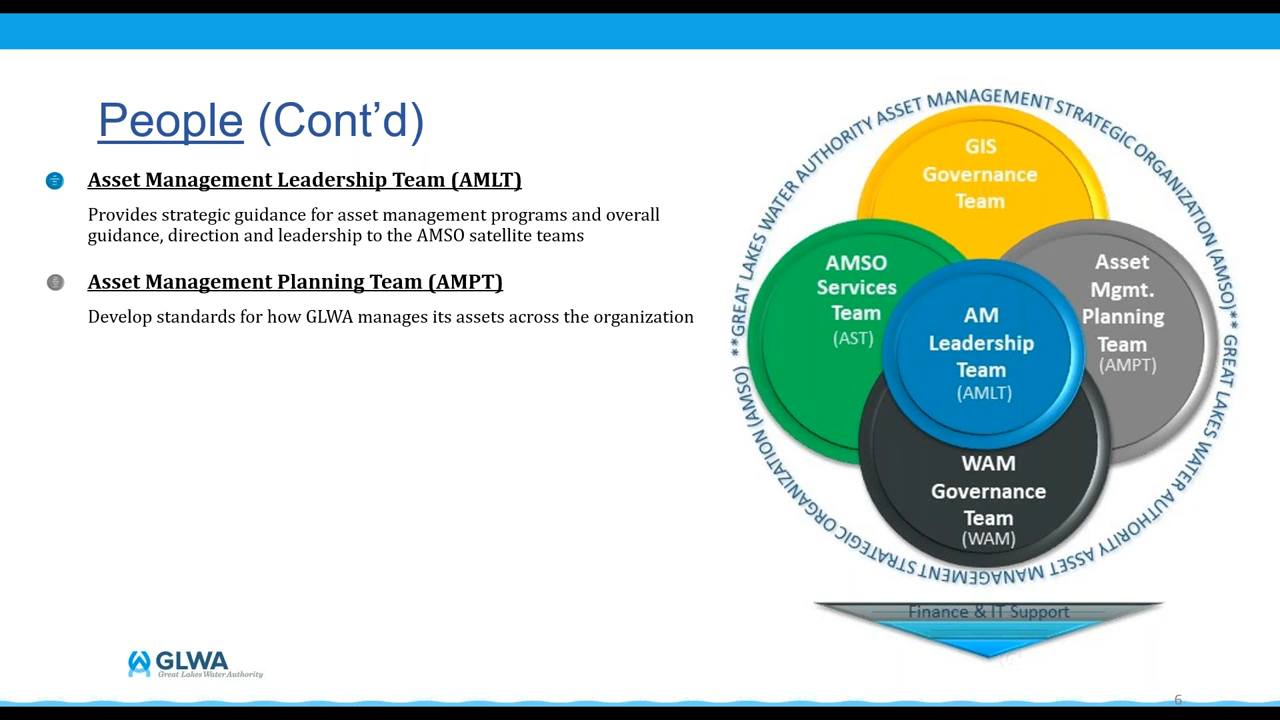 People (Cont’d)
Asset Management Leadership Team (AMLT)
Provides strategic guidance for asset management programs and overall
guidance, direction and leadership to the AMSO satellite teams
Asset Management Planning Team (AMPT)
Develop standards for how GLWA manages its assets across the organization
**GREAT LAKES WATER AUTHORITY ASSET MANAGEMENT STRATEGIC ORGANIZATION (AMSO)**
GREAT LAKES WATER AUTHORITY ASSET MANAGEMENT STRATEGIC ORGANIZATION (AMSO)
GIS
Governance
Team
AMSO
Services
Team
(AST)
AM
Leadership
Team
(AMLT)
Asset
Mgmt.
Planning
Team
(AMPT)
WAM
Governance
Team
(WAM)
Finance & IT Support
GLWA
Great Lakes Water Authority
6